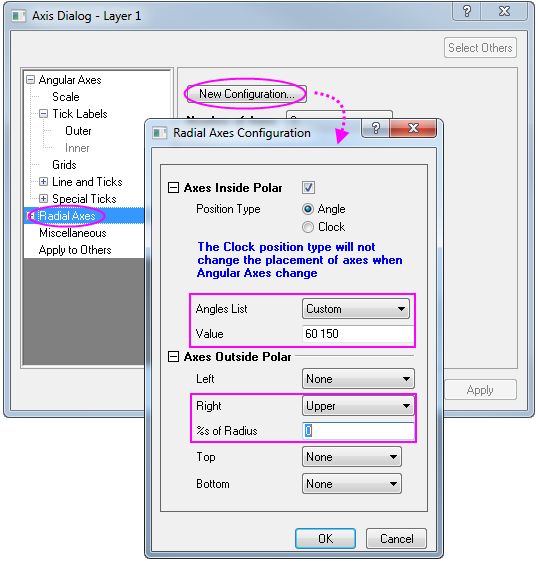 Axis Dialog - Layer 1
Select Others
Angular Axes
Scale
Tick Labels
Outer
Inner
Grids
Line and Ticks
Special Ticks
Radial Axes
Miscellaneous
Apply to Others
New Configuration...
Radial Axes Configuration
Axes Inside Polar
Position Type
Angle
Clock
The Clock position type will not
change the placement of axes when
Angular Axes change
Angles List Custom
Value 60 150
Axes Outside Polar
Left None
Right Upper
%s of Radius 0
Top None
Bottom None
OK Cancel
Apply